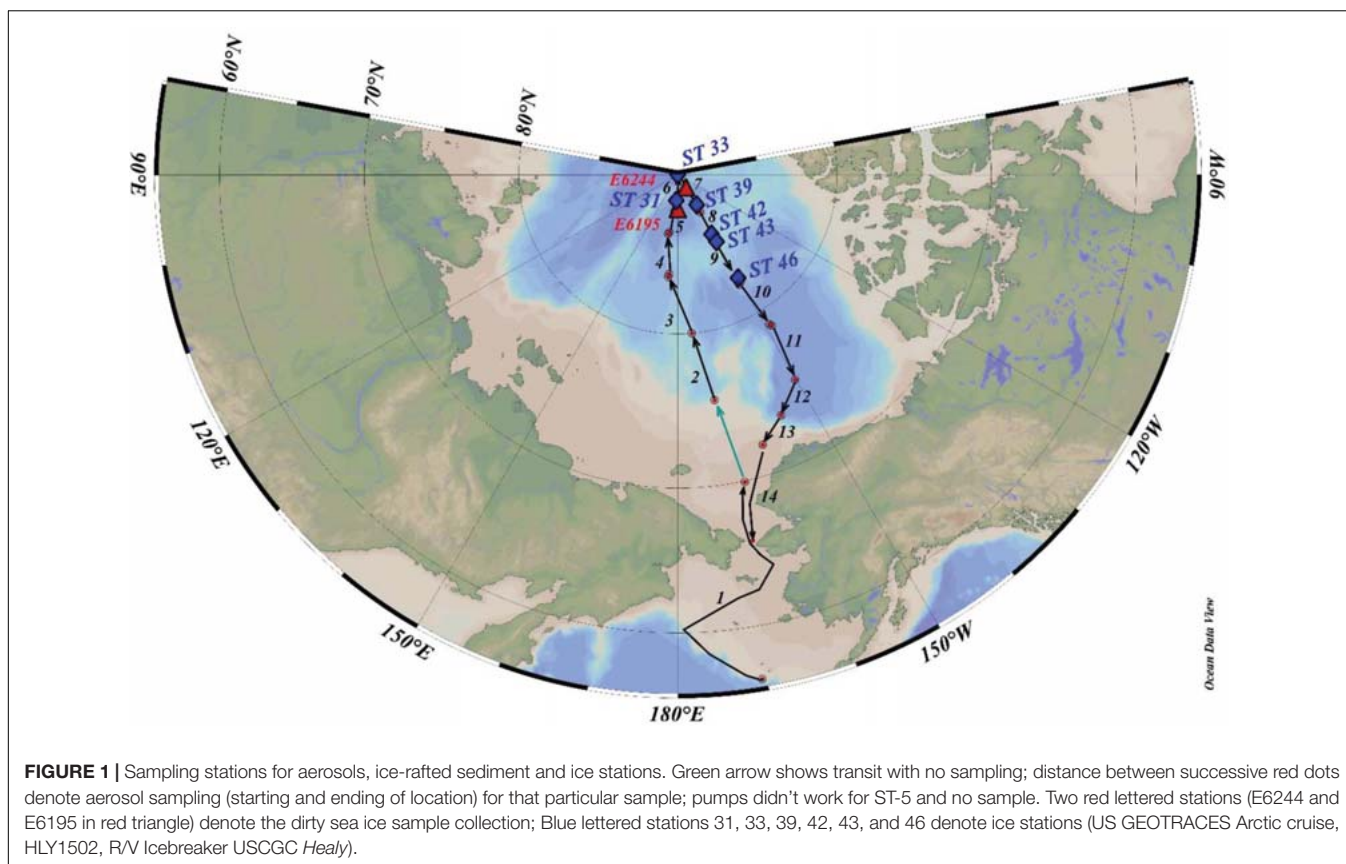 60°N
70°N
80°N
90°E
90°W
ST 33
E6244
6
7
ST 31
ST 39
E6195
5
8
ST 42
ST 43
9
4
ST 46
10
3
11
2
12
13
120°E
120°W
14
1
150°E
150°W
180°E
Ocean Data View
FIGURE 1 | Sampling stations for aerosols, ice-rafted sediment and ice stations. Green arrow shows transit with no sampling; distance between successive red dots
denote aerosol sampling (starting and ending of location) for that particular sample; pumps didn't work for ST-5 and no sample. Two red lettered stations (E6244 and
E6195 in red triangle) denote the dirty sea ice sample collection; Blue lettered stations 31, 33, 39, 42, 43, and 46 denote ice stations (US GEOTRACES Arctic cruise,
HLY1502, R/V Icebreaker USCGC Healy).